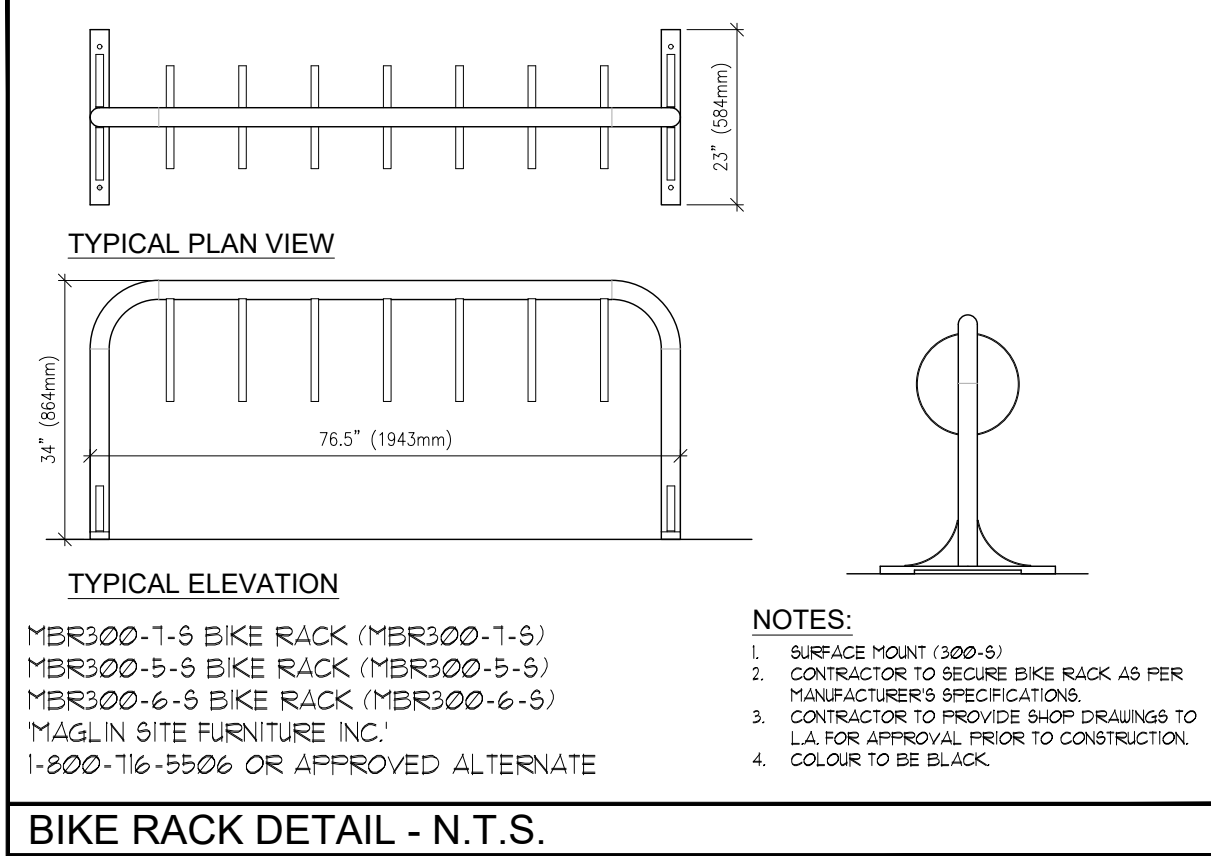 23" (584mm)
TYPICAL PLAN VIEW
34" (864mm)
76.5" (1943mm)
TYPICAL ELEVATION
MBR300-7-S BIKE RACK (MBR300-7-S)
MBR300-5-S BIKE RACK (MBR300-5-S)
MBR300-6-S BIKE RACK (MBR300-6-S)
'MAGLIN SITE FURNITURE INC.'
1-800-716-5506 OR APPROVED ALTERNATE
NOTES:
1. SURFACE MOUNT (300-S)
2. CONTRACTOR TO SECURE BIKE RACK AS PER
MANUFACTURER'S SPECIFICATIONS.
3. CONTRACTOR TO PROVIDE SHOP DRAWINGS TO
L.A. FOR APPROVAL PRIOR TO CONSTRUCTION.
4. COLOUR TO BE BLACK.
BIKE RACK DETAIL - N.T.S.